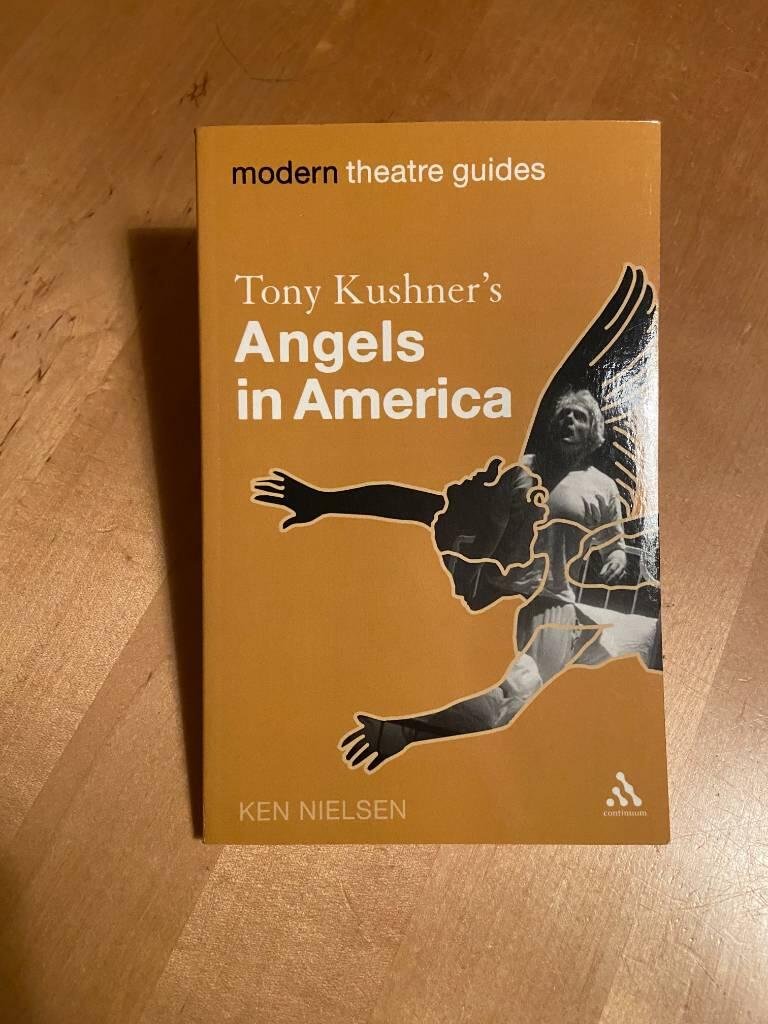 modern theatre guides
Tony Kushner's
Angels
in America
KEN NIELSEN
continuum